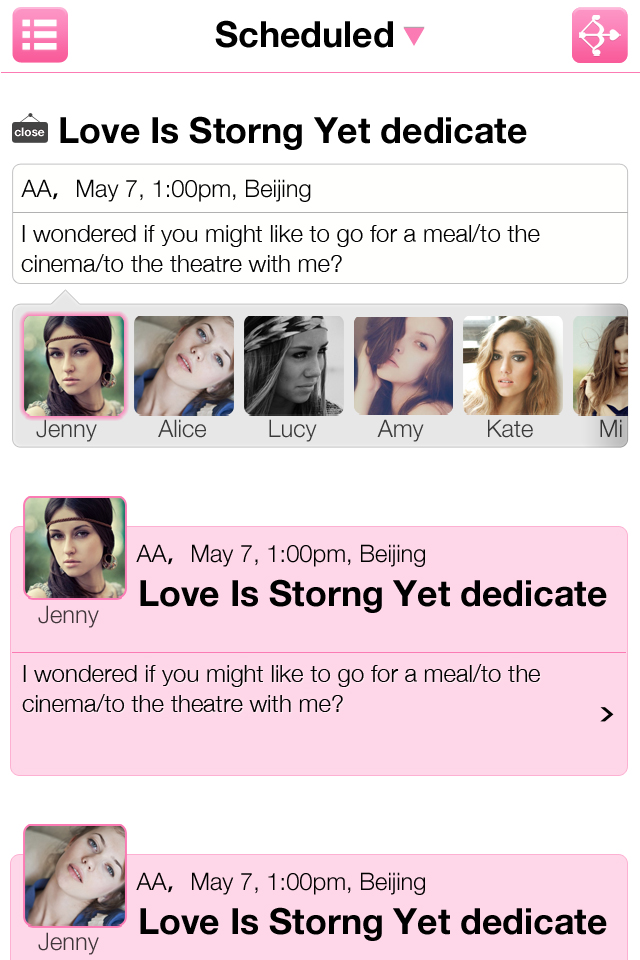 Scheduled
close
Love Is Storng Yet dedicate
AA, May 7, 1:00pm, Beijing
I wondered if you might like to go for a meal/to the
cinema/to the theatre with me?
Jenny Alice Lucy Amy Kate Mi
AA, May 7, 1:00pm, Beijing
Love Is Storng Yet dedicate
Jenny
I wondered if you might like to go for a meal/to the
cinema/to the theatre with me?
AA, May 7, 1:00pm, Beijing
Love Is Storng Yet dedicate
Jenny